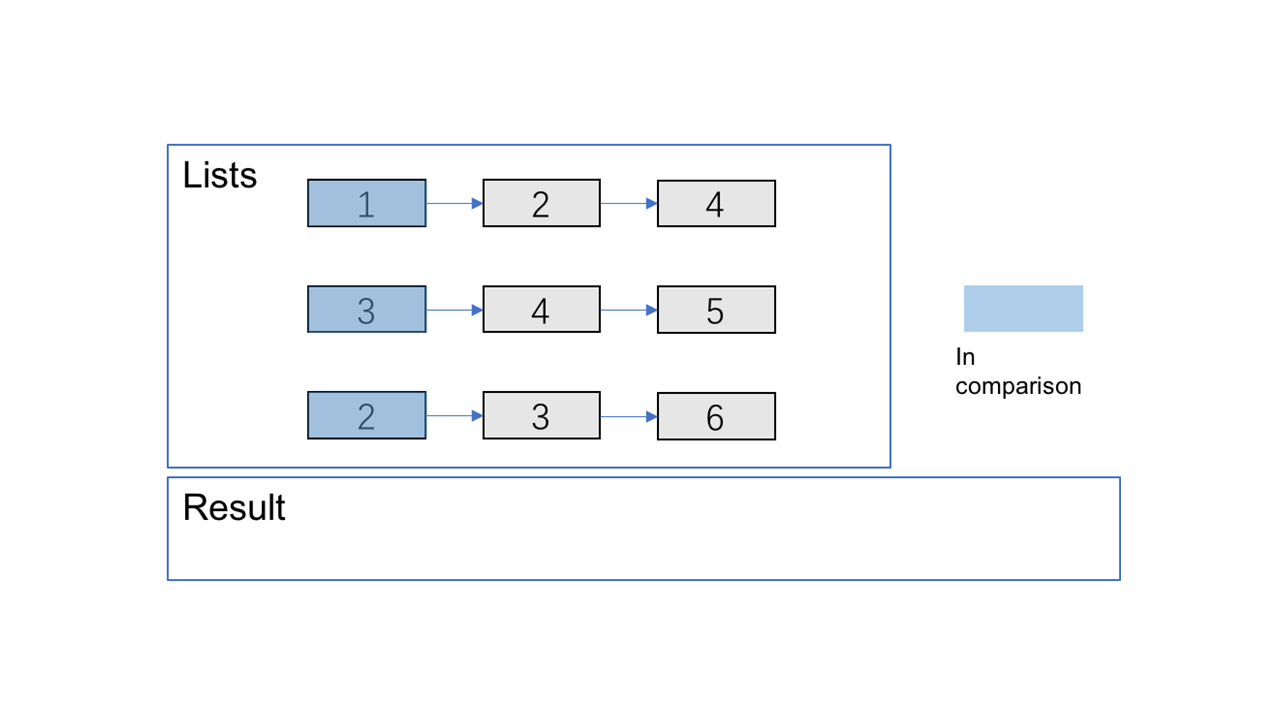 Lists
1 2 4
3 4 5
2 3 6
In
comparison
Result